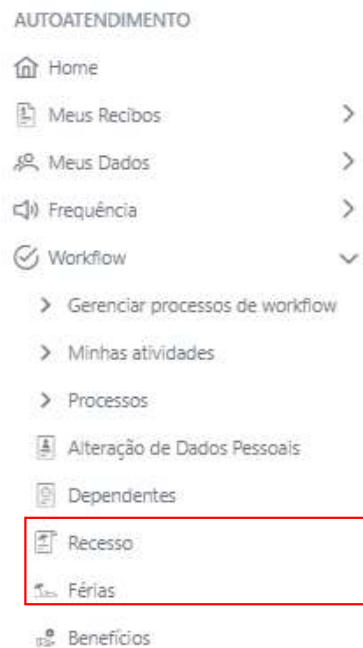 AUTOATENDIMENTO
Home
Meus Recibos
Meus Dados
Frequência
Workflow
Gerenciar processos de workflow
Minhas atividades
Processos
Alteração de Dados Pessoais
Dependentes
Recesso
Férias
Benefícios